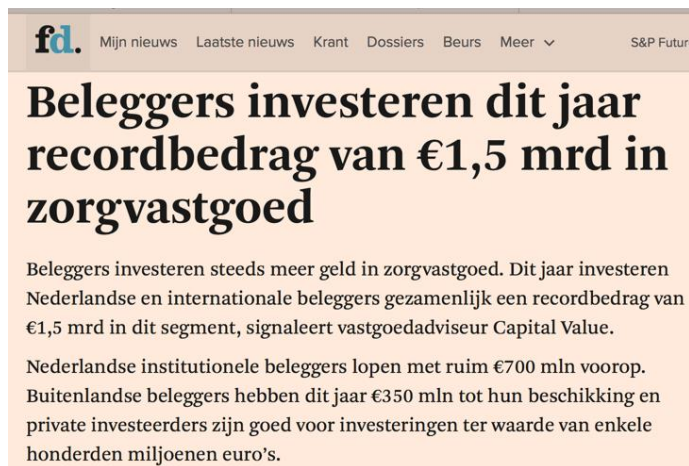 fd. Mijn nieuws Laatste nieuws Krant Dossiers Beurs Meer S&P Futur
Beleggers investeren dit jaar
recordbedrag van €1,5 mrd in
zorgvastgoed
Beleggers investeren steeds meer geld in zorgvastgoed. Dit jaar investeren
Nederlandse en internationale beleggers gezamenlijk een recordbedrag van
€1,5 mrd in dit segment, signaleert vastgoedadviseur Capital Value.
Nederlandse institutionele beleggers lopen met ruim €700 mln voorop.
Buitenlandse beleggers hebben dit jaar €350 mln tot hun beschikking en
private investeerders zijn goed voor investeringen ter waarde van enkele
honderden miljoenen euro's.